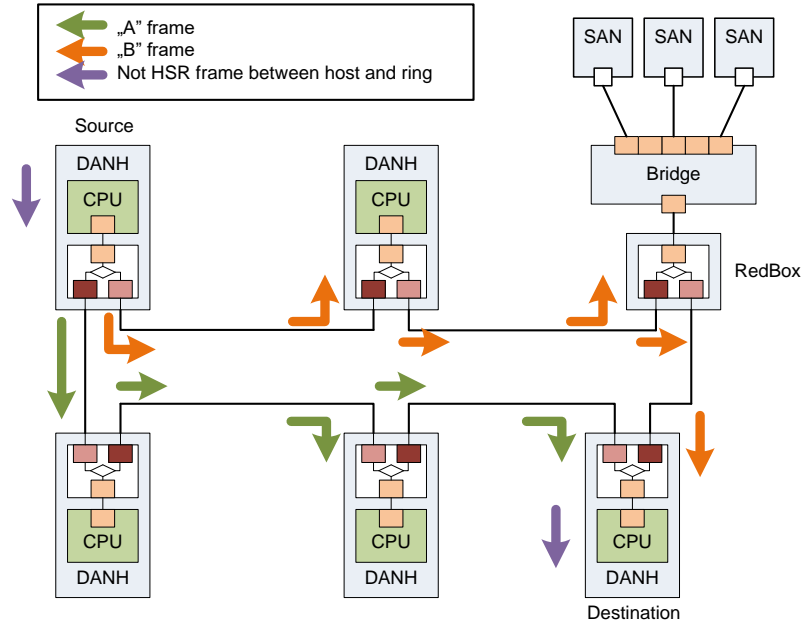 „A” frame
„B” frame
Not HSR frame between host and ring
SAN SAN SAN
Source
DANH DANH
Bridge
CPU CPU
RedBox
CPU CPU CPU
DANH DANH DANH
Destination